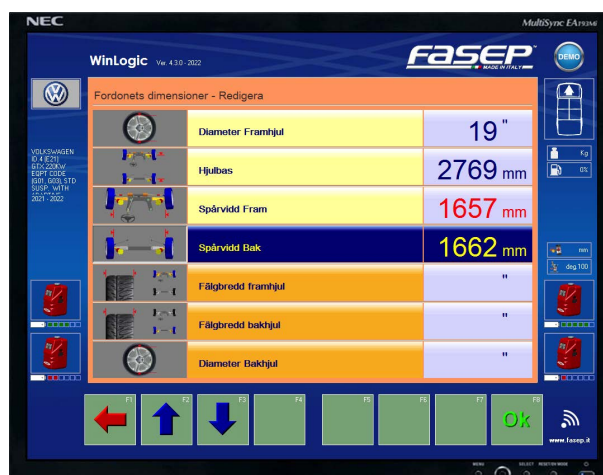 NEC
MultiSync EA193Mi
WinLogic Ver. 4.3.0 - 2022
FASEP
MADE IN ITALY
DEMO
Fordonets dimensioner - Redigera
VOLKSWAGEN
ID.4 (E21)
GTX 220KW
EQPT CODE
(G01, G03), STD
SUSP. WITH
2021 - 2022
Diameter Framhjul 19"
Hjulbas 2769 mm
Spårvidd Fram 1657 mm
Spårvidd Bak 1662 mm
Fälgbredd framhjul "
Fälgbredd bakhjul "
Diameter Bakhjul "
Kg
0%
mm
deg.100
F1 F2 F3 F4 F5 F6 F7 F8
Ok
www.fasep.it
MENU SELECT RESET/DV MODE